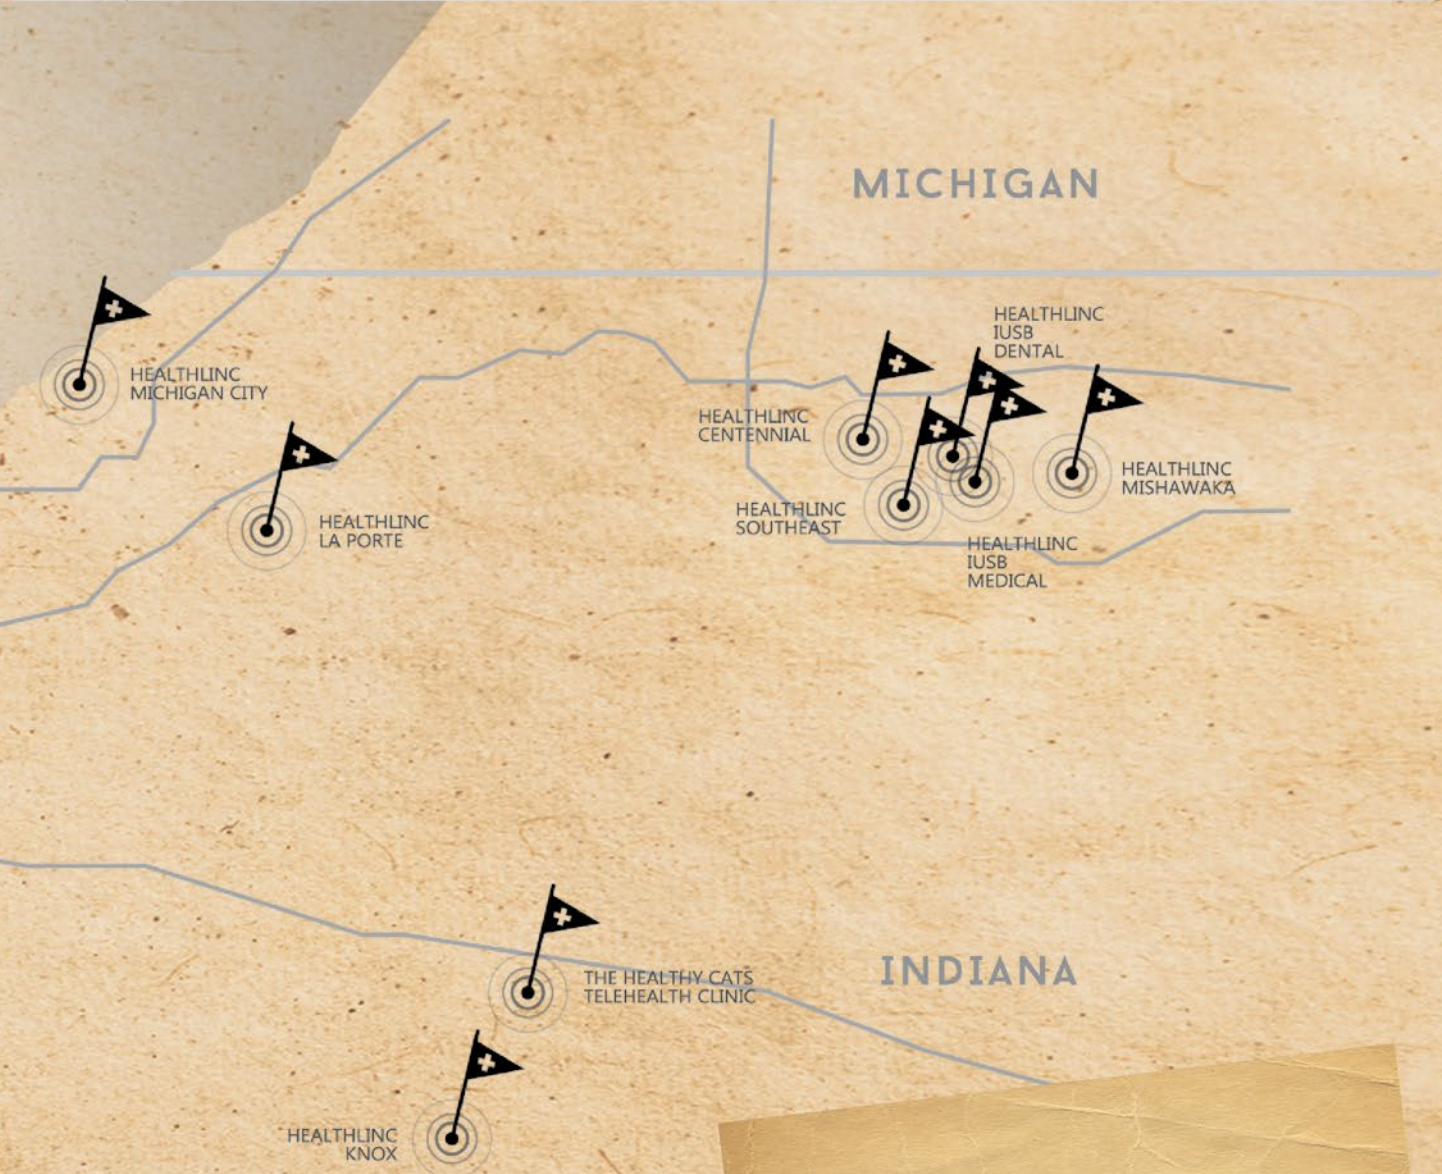 MICHIGAN
HEALTHLINC
IUSB
DENTAL
HEALTHLINC
MICHIGAN CITY
HEALTHLINC
CENTENNIAL
HEALTHLINC
MISHAWAKA
HEALTHLINC
SOUTHEAST
HEALTHLINC
LA PORTE
HEALTHLINC
IUSB
MEDICAL
INDIANA
THE HEALTHY CATS
TELEHEALTH CLINIC
HEALTHLINC
KNOX